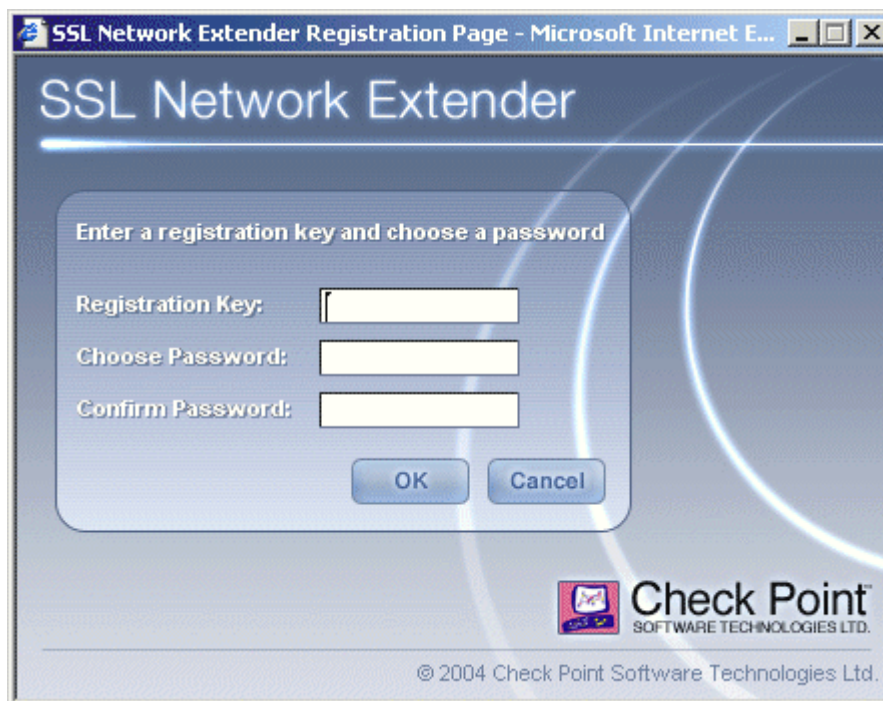 SSL Network Extender Registration Page - Microsoft Internet E...
SSL Network Extender
Enter a registration key and choose a password
Registration Key:
Choose Password:
Confirm Password:
OK Cancel
Check Point™
SOFTWARE TECHNOLOGIES LTD.
© 2004 Check Point Software Technologies Ltd.